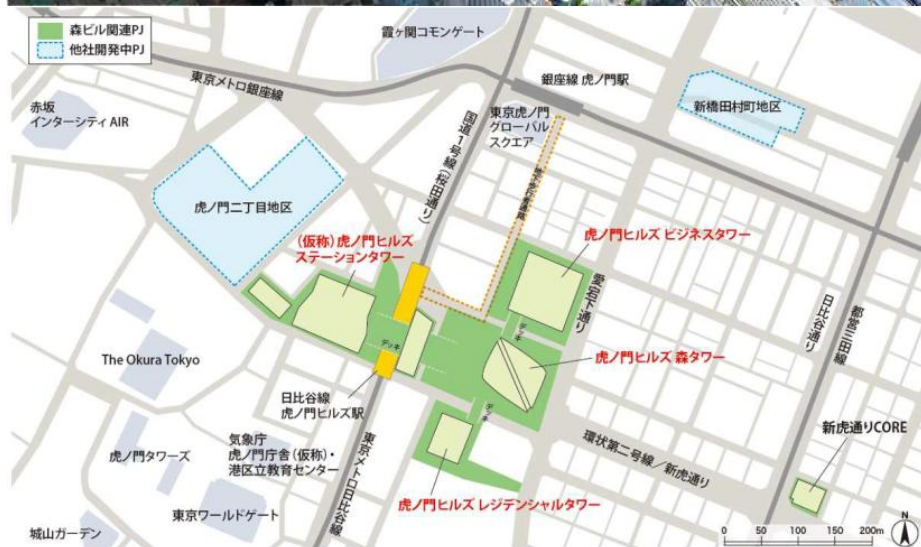 森ビル関連PJ
他社開発中PJ
霞ヶ関コモンゲート
東京メトロ銀座線
銀座線 虎ノ門駅
赤坂
インターシティ AIR
国道1号線(桜田通り)
東京虎ノ門
グローバル
スクエア
新橋田村町地区
地下歩行者通路
虎ノ門二丁目地区
(仮称)虎ノ門ヒルズ
ステーションタワー
虎ノ門ヒルズ ビジネスタワー
愛宕下通り
日比谷通り
都営三田線
デッキ
デッキ
The Okura Tokyo
虎ノ門ヒルズ 森タワー
日比谷線
虎ノ門ヒルズ駅
デッキ
新虎通りCORE
気象庁
虎ノ門庁舎(仮称)・
港区立教育センター
環状第二号線/新虎通り
虎ノ門タワーズ
東京メトロ日比谷線
虎ノ門ヒルズ レジデンシャルタワー
東京ワールドゲート
城山ガーデン
0 50 100 150 200m
N